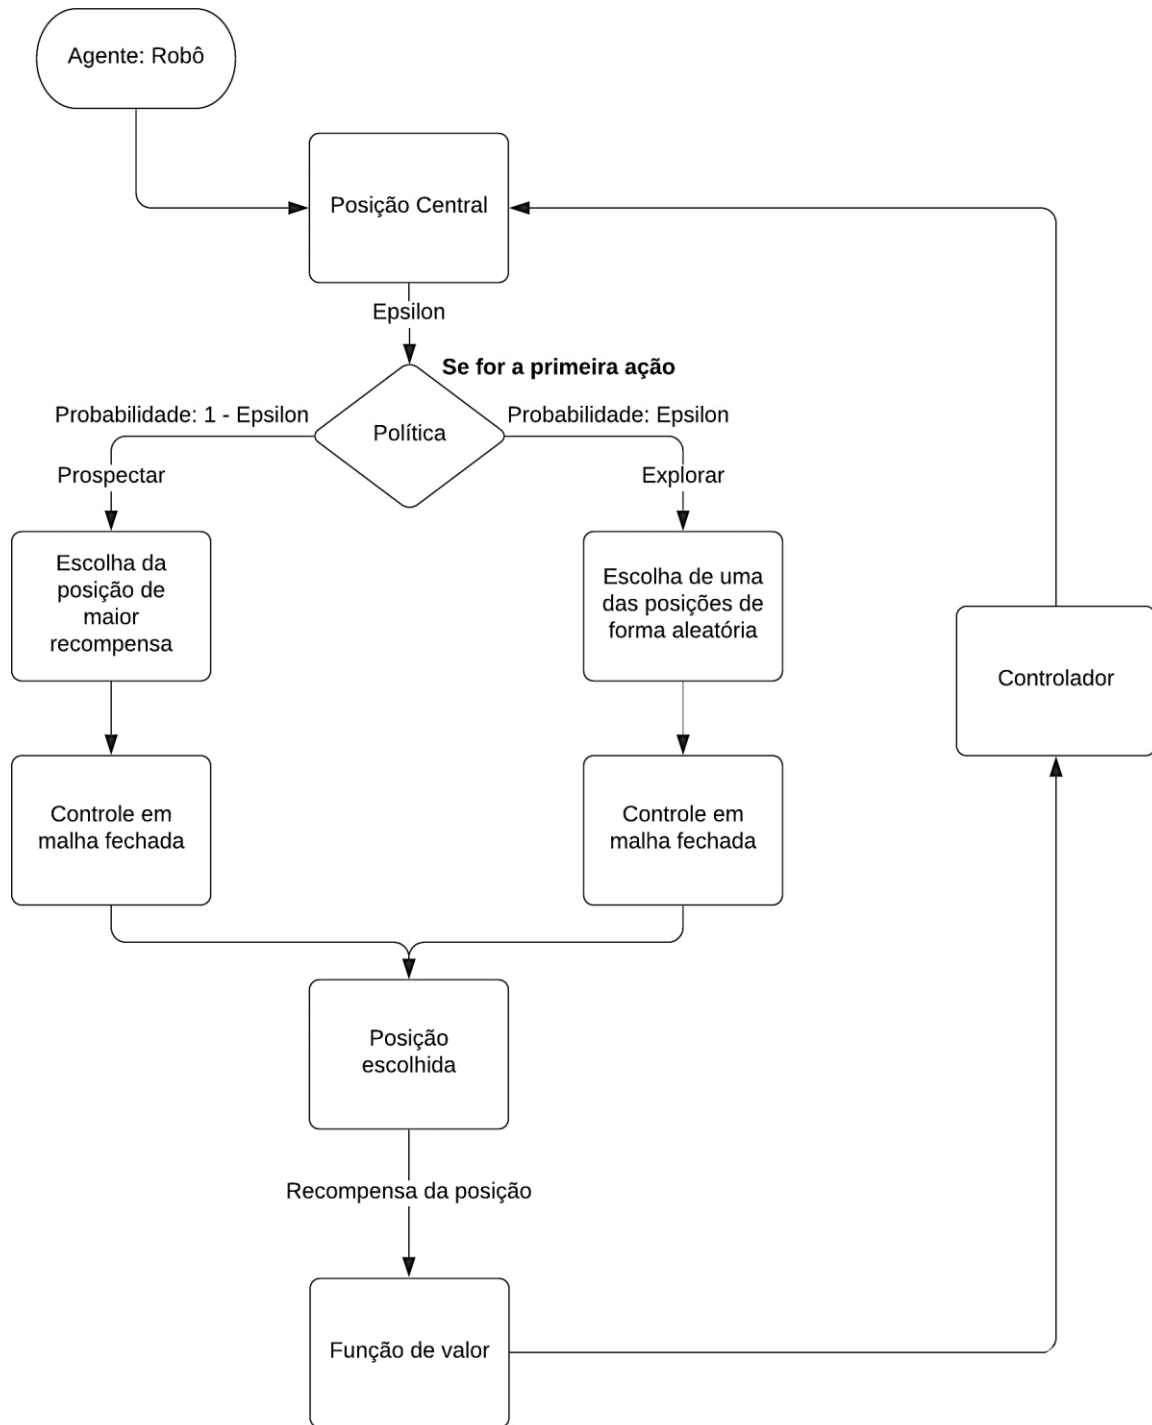 Agente: Robô
Posição Central
Epsilon
Se for a primeira ação
Probabilidade: 1 - Epsilon
Probabilidade: Epsilon
Política
Prospectar
Explorar
Escolha da
posição de
maior
recompensa
Escolha de uma
das posições de
forma aleatória
Controlador
Controle em
malha fechada
Controle em
malha fechada
Posição
escolhida
Recompensa da posição
Função de valor